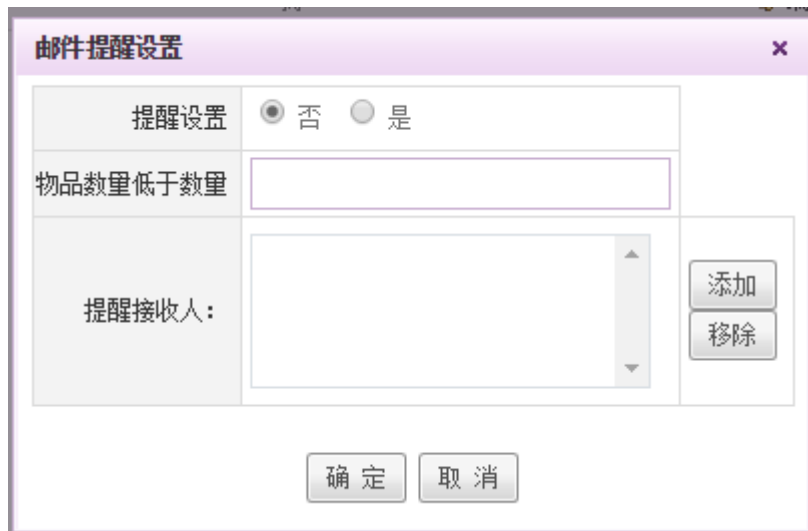 邮件提醒设置
提醒设置 否 是
物品数量低于数量
提醒接收人：
添加
移除
确 定 取 消